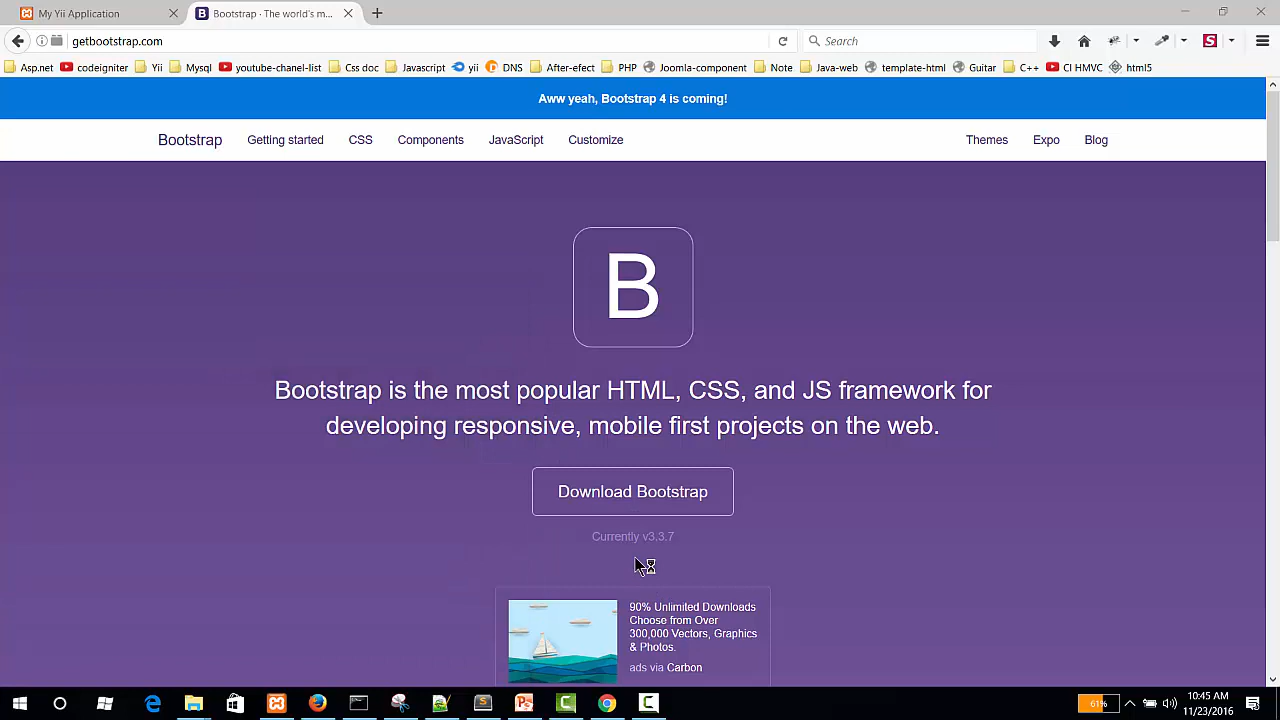 My Yii Application
Bootstrap · The world's m...
getbootstrap.com
Search
Asp.net
codeigniter
Yii
Mysql
youtube-chanel-list
Css doc
Javascript
yii
DNS
After-efect
PHP
Joomla-component
Note
Java-web
template-html
Guitar
C++
CI HMVC
html5
Aww yeah, Bootstrap 4 is coming!
Bootstrap
Getting started
CSS
Components
JavaScript
Customize
Themes
Expo
Blog
B
Bootstrap is the most popular HTML, CSS, and JS framework for
developing responsive, mobile first projects on the web.
Download Bootstrap
Currently v3.3.7
90% Unlimited Downloads
Choose from Over
300,000 Vectors, Graphics
& Photos.
ads via Carbon
61%
10:45 AM
11/23/2016